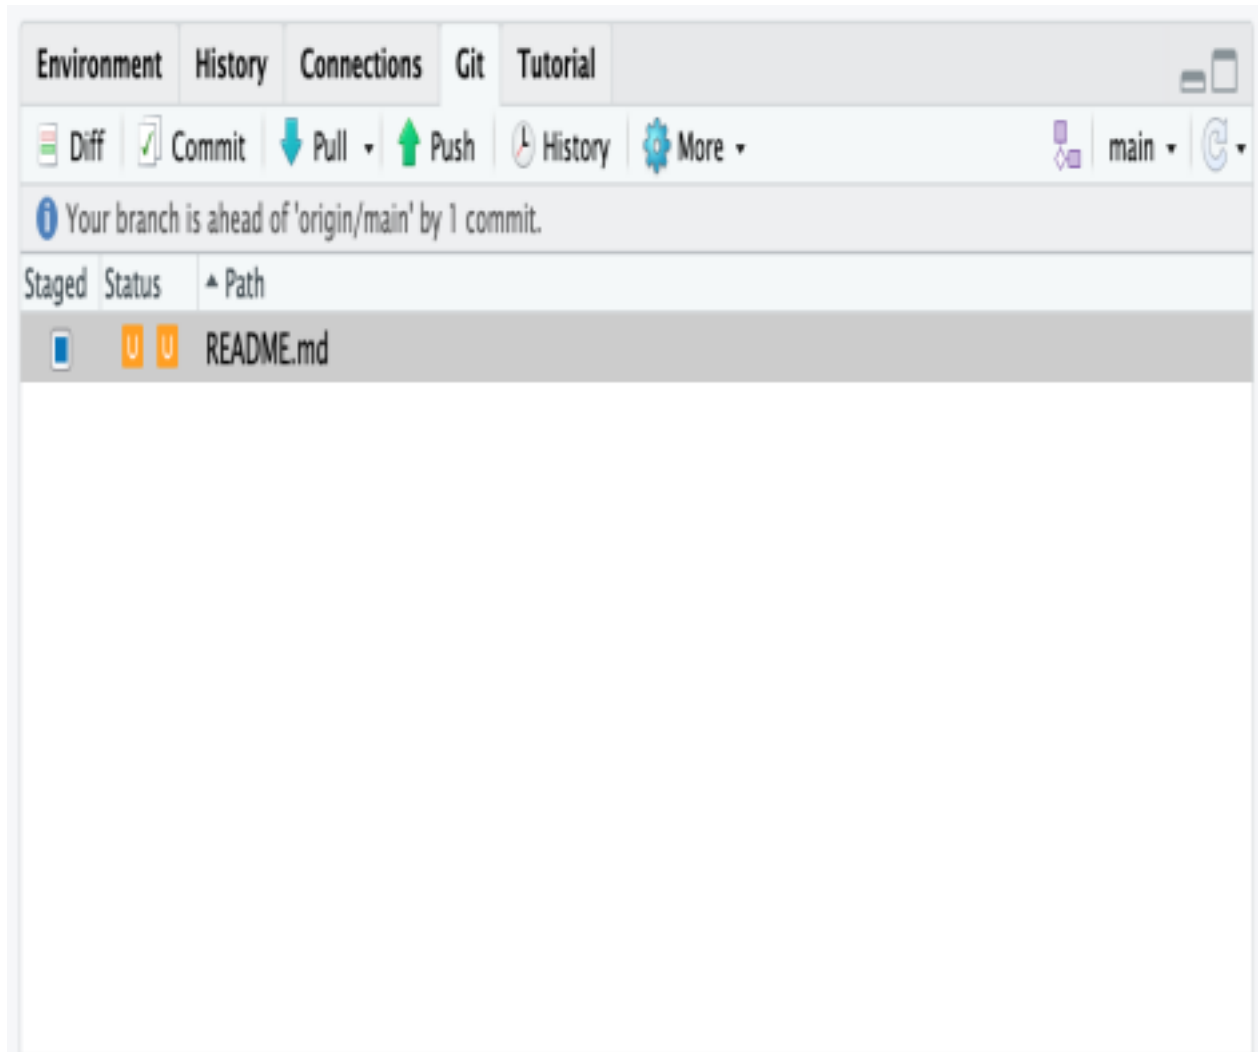 Environment History Connections Git Tutorial
Diff Commit Pull Push History More main
Your branch is ahead of 'origin/main' by 1 commit.
Staged Status Path
U U README.md